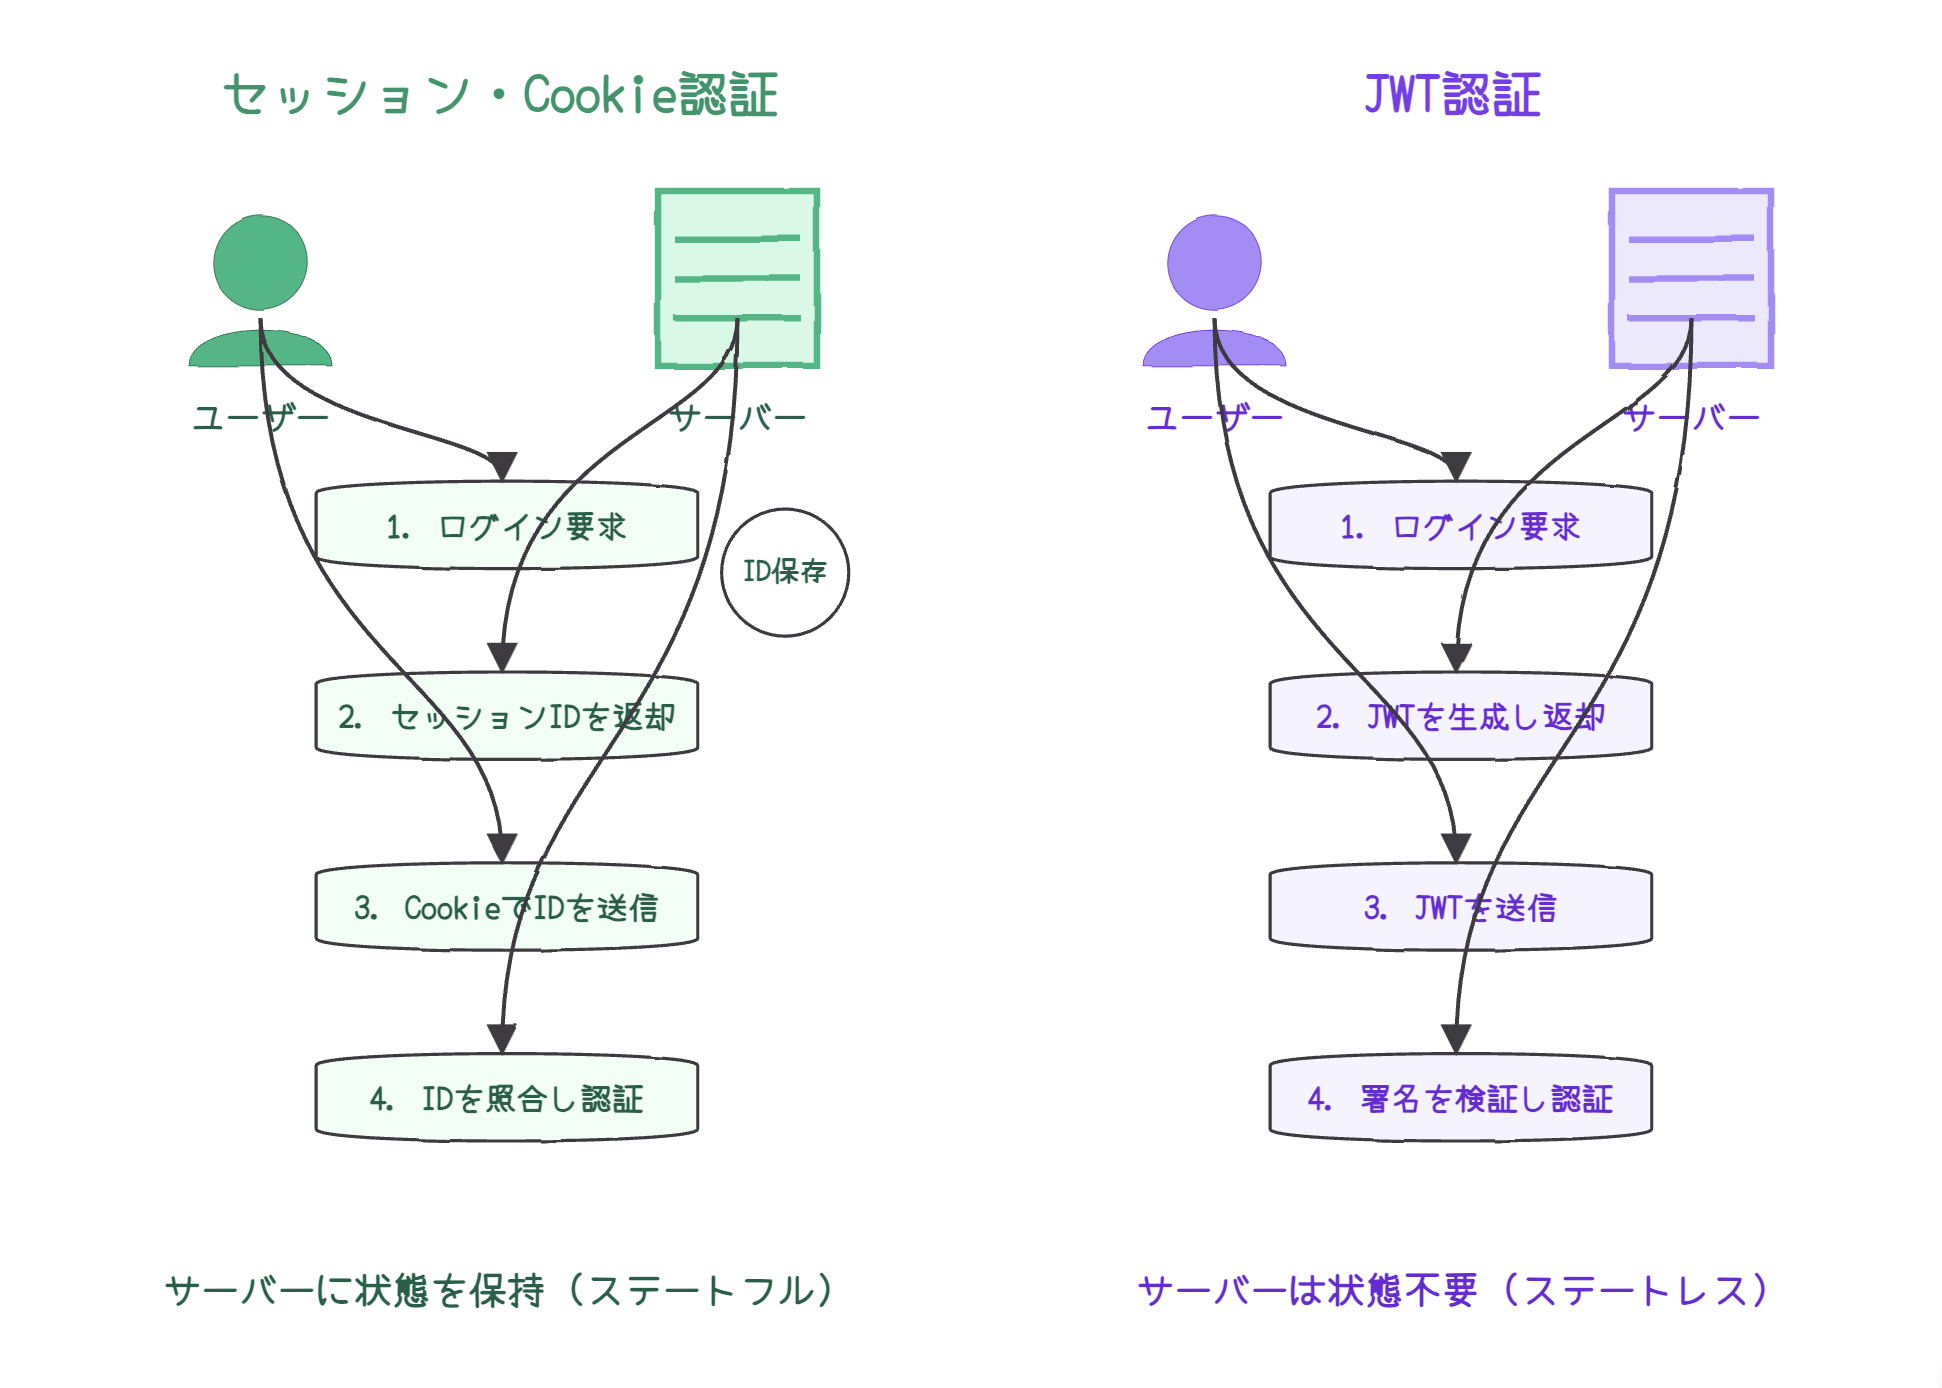 セッション・Cookie認証
ユーザー
サーバー
1. ログイン要求
ID保存
2. セッションIDを返却
3. CookieでIDを送信
4. IDを照合し認証
サーバーに状態を保持（ステートフル）
JWT認証
ユーザー
サーバー
1. ログイン要求
2. JWTを生成し返却
3. JWTを送信
4. 署名を検証し認証
サーバーは状態不要（ステートレス）